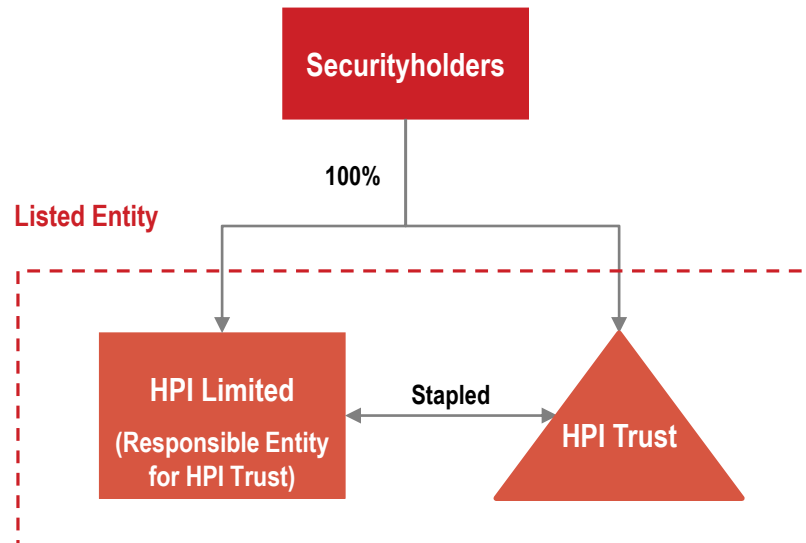 Securityholders
100%
Listed Entity
HPI Limited
(Responsible Entity
for HPI Trust)
Stapled
HPI Trust